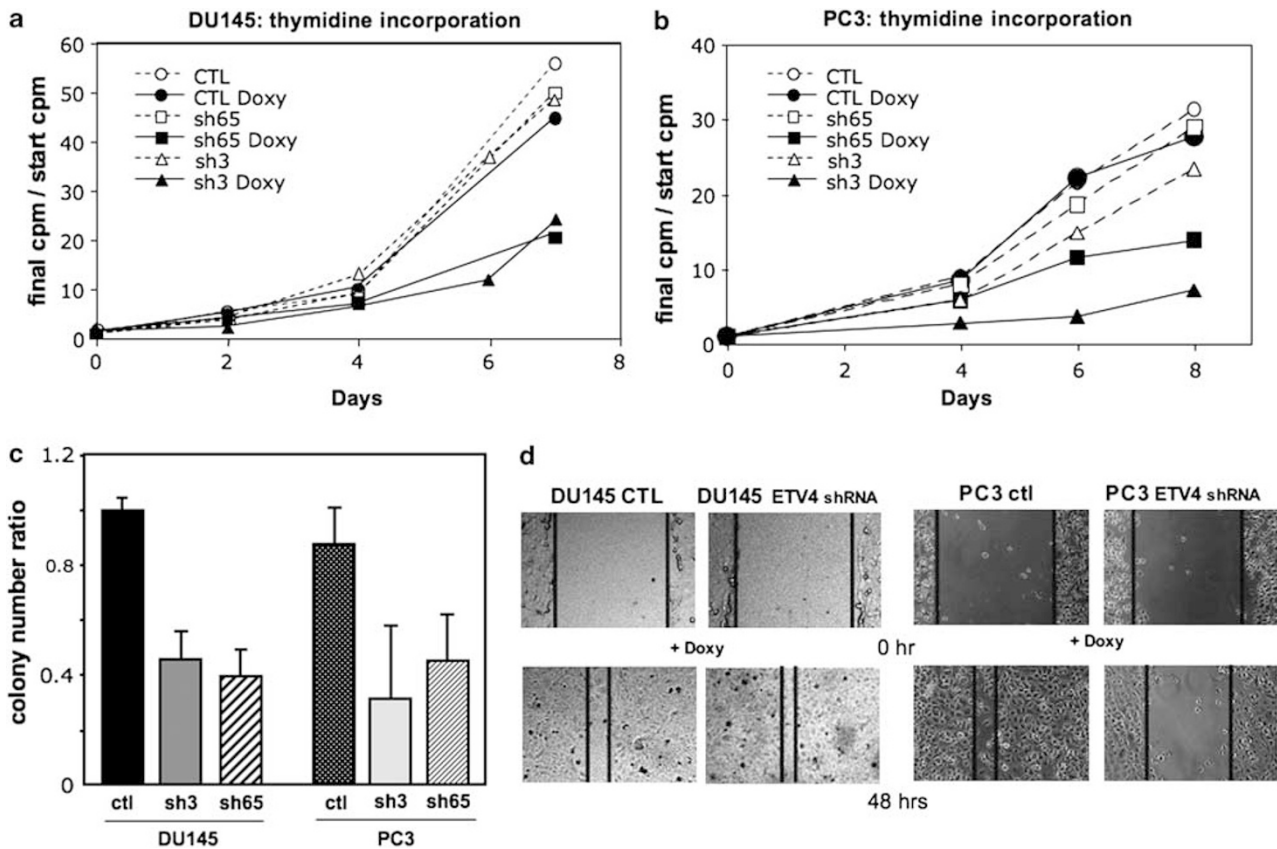 a
DU145: thymidine incorporation
final cpm / start cpm
60
50
40
30
20
10
0
CTL
CTL Doxy
sh65
sh65 Doxy
sh3
sh3 Doxy
0 2 4 6 8
Days
b
PC3: thymidine incorporation
final cpm / start cpm
40
30
20
10
0
CTL
CTL Doxy
sh65
sh65 Doxy
sh3
sh3 Doxy
0 2 4 6 8
Days
c
colony number ratio
1.2
0.8
0.4
0
ctl sh3 sh65 ctl sh3 sh65
DU145 PC3
d
DU145 CTL DU145 ETV4 shRNA PC3 ctl PC3 ETV4 shRNA
+ Doxy 0 hr + Doxy
48 hrs